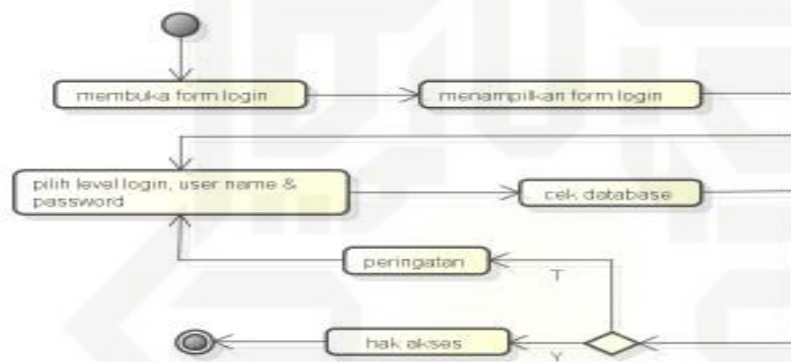 membuka form login
menampilkan form login
pilih level login, user name &
password
cek database
peringatan
T
hak akses
Y